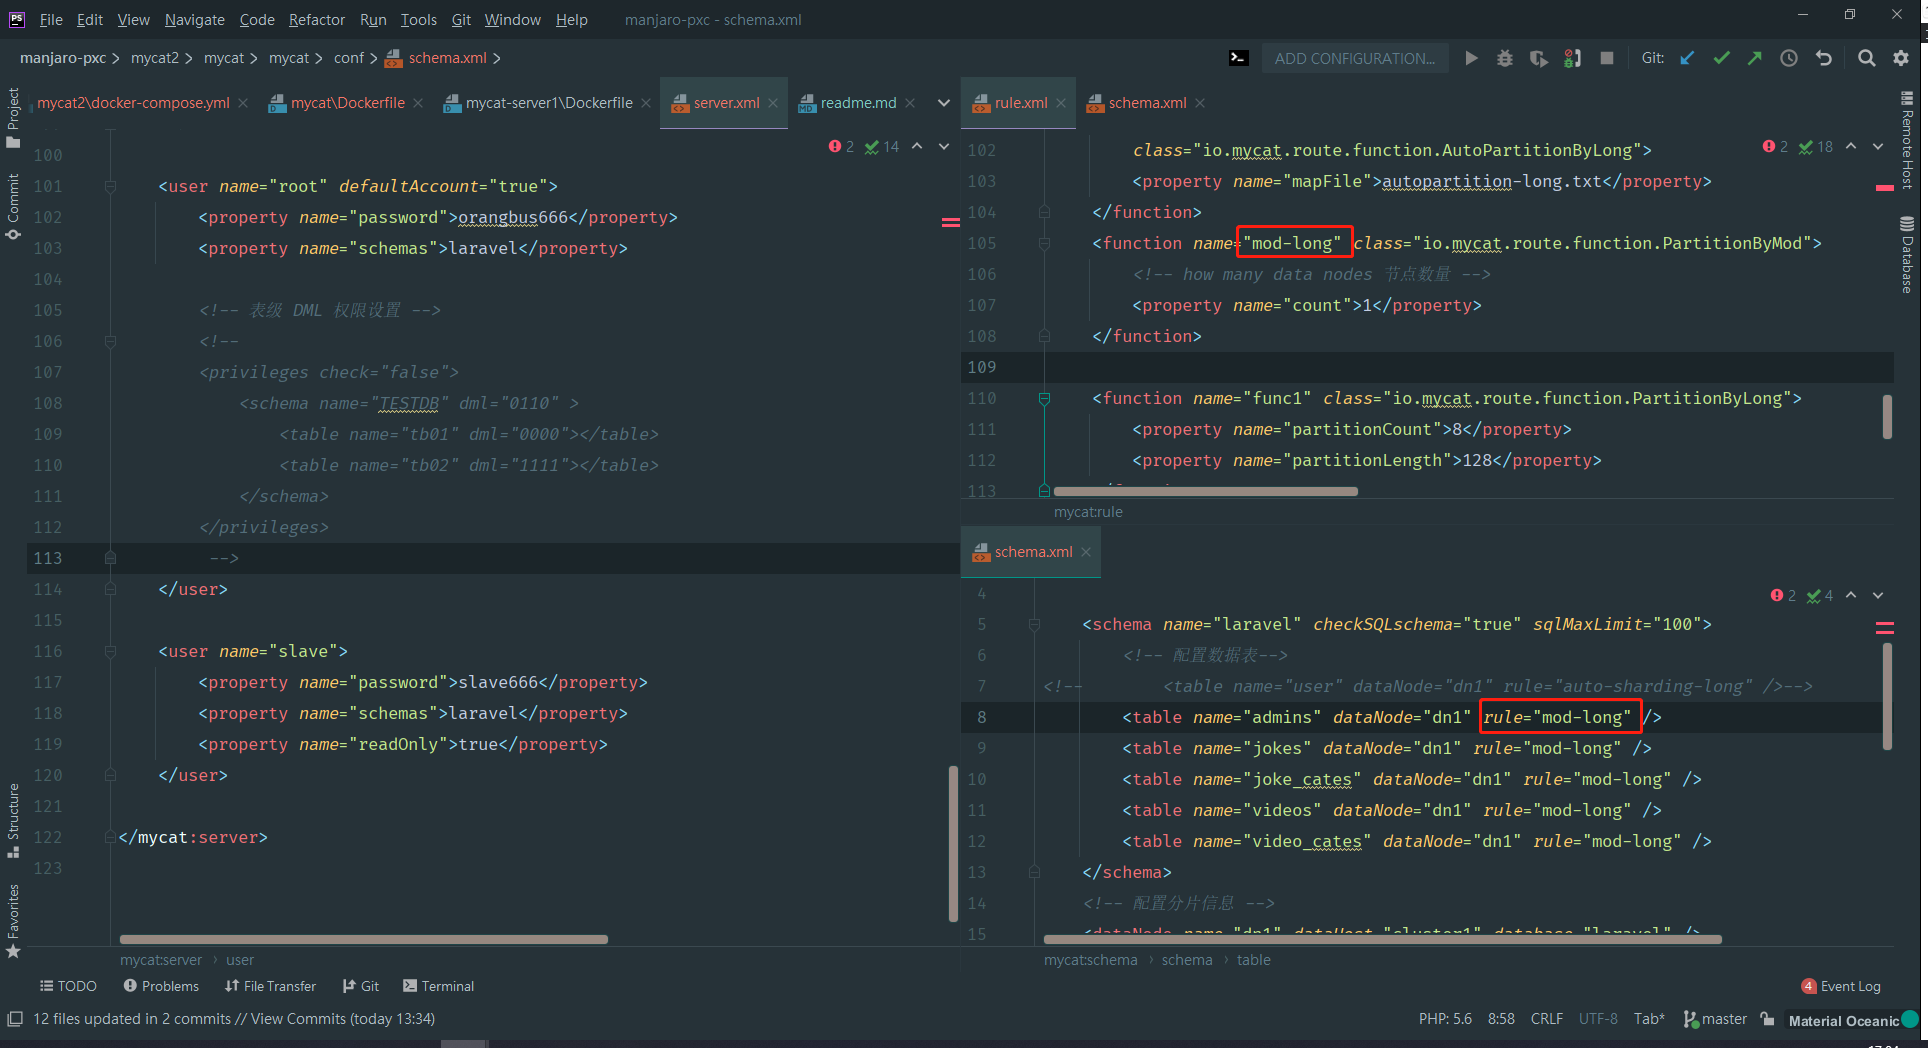 PS File Edit View Navigate Code Refactor Run Tools Git Window Help manjaro-pxc - schema.xml
manjaro-pxc mycat2 mycat mycat conf schema.xml ADD CONFIGURATION... Git:
mycat2\docker-compose.yml mycat\Dockerfile mycat-server1\Dockerfile server.xml readme.md
rule.xml schema.xml
Project
Commit
Structure
Favorites
2 14
100
101 <user name="root" defaultAccount="true">
102 <property name="password">orangbus666</property>
103 <property name="schemas">laravel</property>
104
105 <!-- 表级 DML 权限设置 -->
106 <!--
107 <privileges check="false">
108 <schema name="TESTDB" dml="0110" >
109 <table name="tb01" dml="0000"></table>
110 <table name="tb02" dml="1111"></table>
111 </schema>
112 </privileges>
113 -->
114 </user>
115
116 <user name="slave">
117 <property name="password">slave666</property>
118 <property name="schemas">laravel</property>
119 <property name="readOnly">true</property>
120 </user>
121
122 </mycat:server>
123
mycat:server › user
2 18
102 class="io.mycat.route.function.AutoPartitionByLong">
103 <property name="mapFile">autopartition-long.txt</property>
104 </function>
105 <function name="mod-long" class="io.mycat.route.function.PartitionByMod">
106 <!-- how many data nodes 节点数量 -->
107 <property name="count">1</property>
108 </function>
109
110 <function name="func1" class="io.mycat.route.function.PartitionByLong">
111 <property name="partitionCount">8</property>
112 <property name="partitionLength">128</property>
113
mycat:rule
schema.xml
2 4
4
5 <schema name="laravel" checkSQLschema="true" sqlMaxLimit="100">
6 <!-- 配置数据表-->
7 <!-- <table name="user" dataNode="dn1" rule="auto-sharding-long" />-->
8 <table name="admins" dataNode="dn1" rule="mod-long" />
9 <table name="jokes" dataNode="dn1" rule="mod-long" />
10 <table name="joke_cates" dataNode="dn1" rule="mod-long" />
11 <table name="videos" dataNode="dn1" rule="mod-long" />
12 <table name="video_cates" dataNode="dn1" rule="mod-long" />
13 </schema>
14 <!-- 配置分片信息 -->
15 <dataNode name="dn1" dataHost="cluster1" database="laravel" />
mycat:schema › schema › table
RemoteHost
Database
TODO Problems File Transfer Git Terminal 4 Event Log
12 files updated in 2 commits // View Commits (today 13:34) PHP: 5.6 8:58 CRLF UTF-8 Tab* master Material Oceanic